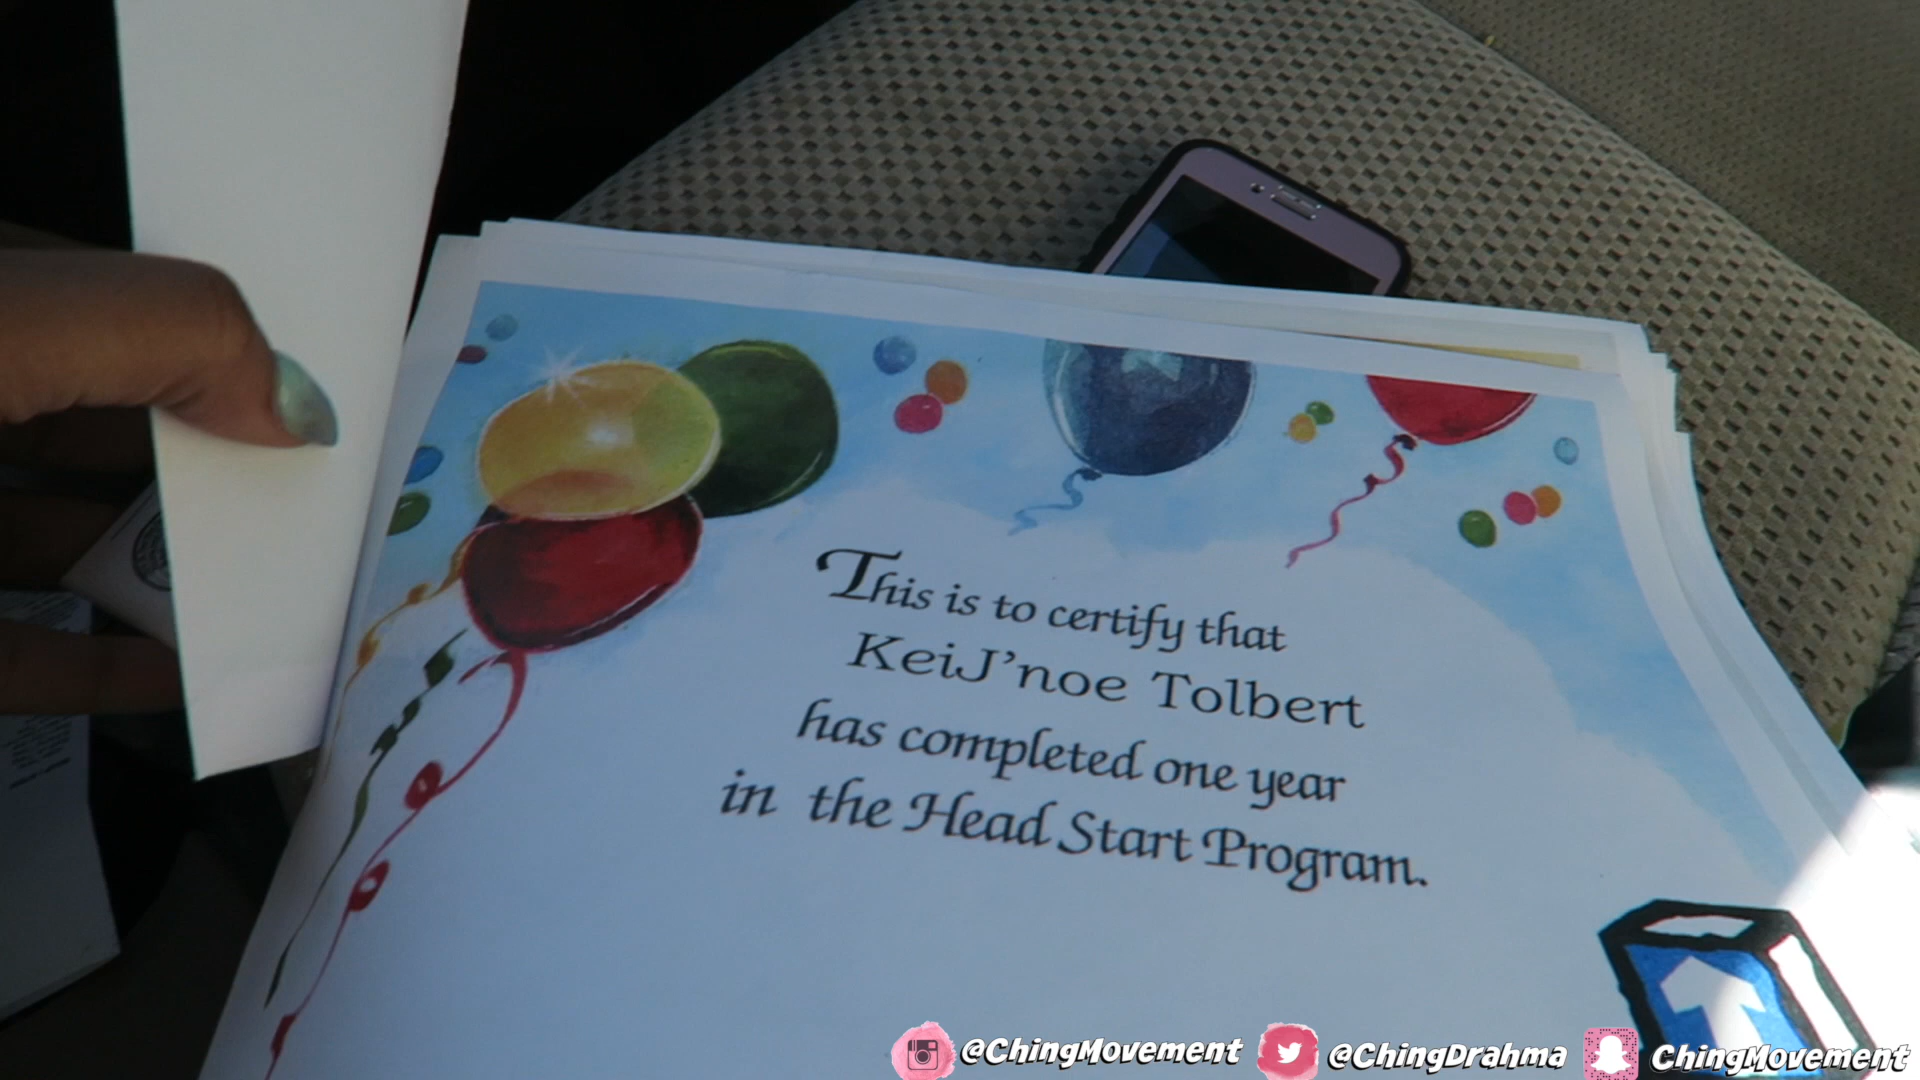 This is to certify that
KeiJ'noe Tolbert
has completed one year
in the Head Start Program.
@ChingMovement @ChingDrahma ChingMovement